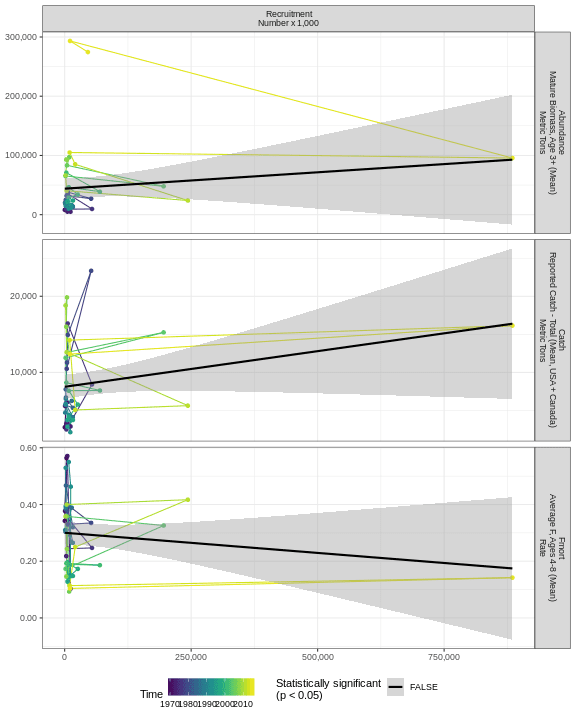 Recruitment
Number x 1,000
300,000
200,000
100,000
0
Abundance
Mature Biomass, Age 3+ (Mean)
Metric Tons
20,000
10,000
Catch
Reported Catch - Total (Mean, USA + Canada)
Metric Tons
0.60
0.40
0.20
0.00
Fmort
Average F, Ages 4-8 (Mean)
Rate
0
250,000
500,000
750,000
Time
1970
1980
1990
2000
2010
Statistically significant
(p < 0.05)
FALSE